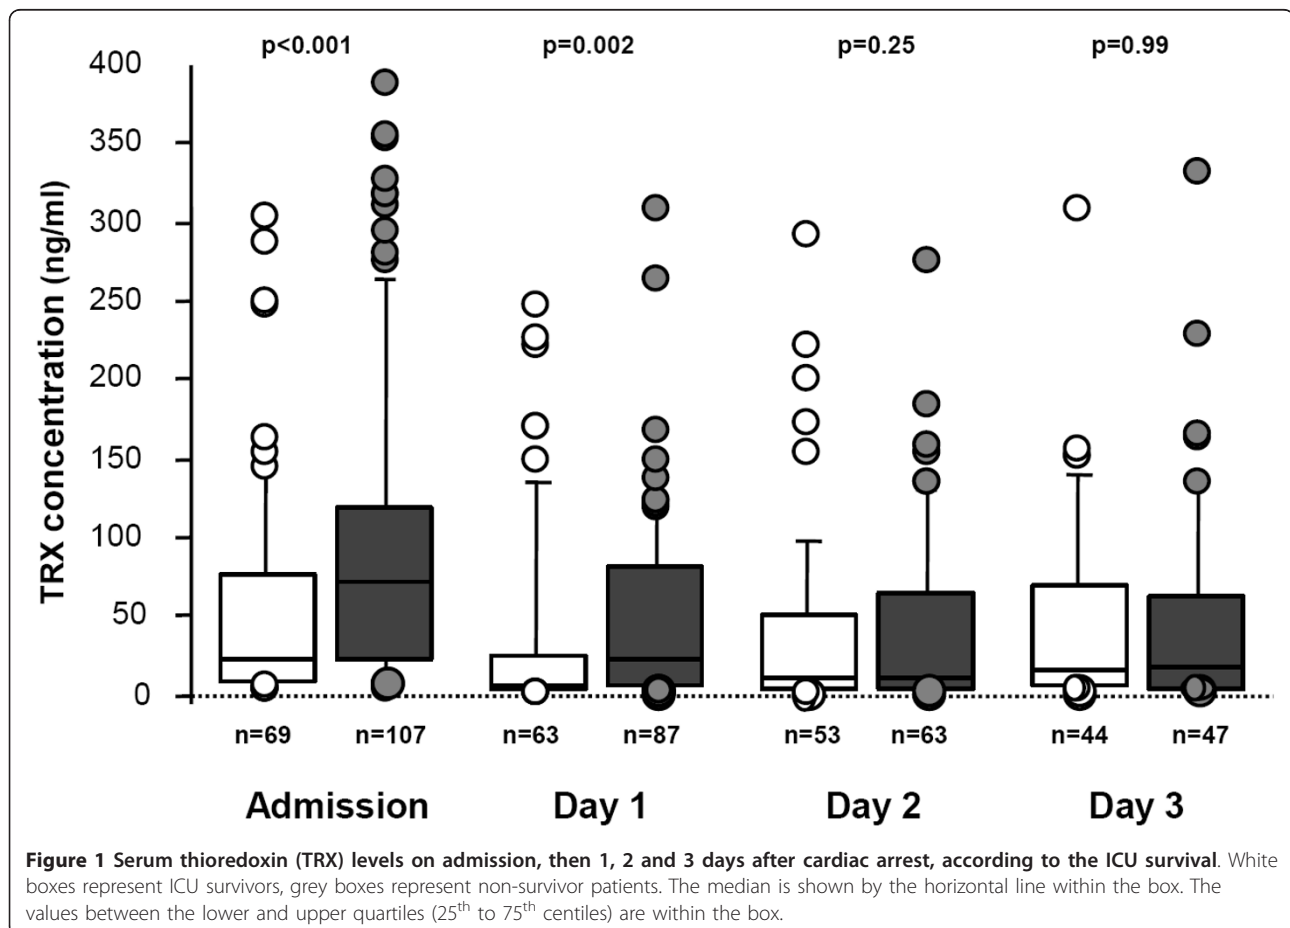 p<0.001 p=0.002 p=0.25 p=0.99
TRX concentration (ng/ml)
400
350
300
250
200
150
100
50
0
n=69 n=107 n=63 n=87 n=53 n=63 n=44 n=47
Admission Day 1 Day 2 Day 3
Figure 1 Serum thioredoxin (TRX) levels on admission, then 1, 2 and 3 days after cardiac arrest, according to the ICU survival. White
boxes represent ICU survivors, grey boxes represent non-survivor patients. The median is shown by the horizontal line within the box. The
values between the lower and upper quartiles (25th to 75th centiles) are within the box.